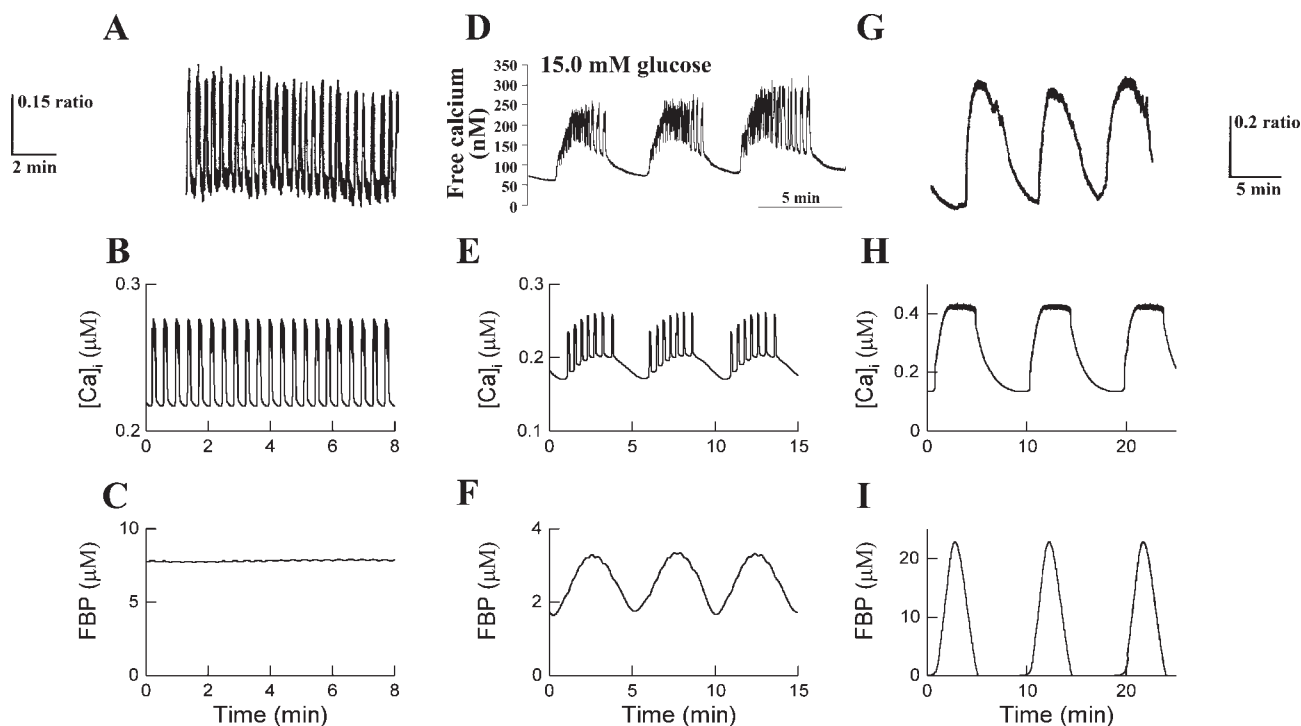 A
0.15 ratio
2 min
D
15.0 mM glucose
Free calcium
(nM)
350
300
250
200
150
100
50
0
5 min
G
0.2 ratio
5 min
B
[Ca]i (μM)
0.3
0.2
0 2 4 6 8
E
[Ca]i (μM)
0.3
0.2
0.1
0 5 10 15
H
[Ca]i (μM)
0.4
0.2
0
0 10 20
C
FBP (μM)
10
5
0
0 2 4 6 8
Time (min)
F
FBP (μM)
4
2
0
0 5 10 15
Time (min)
I
FBP (μM)
20
10
0
0 10 20
Time (min)